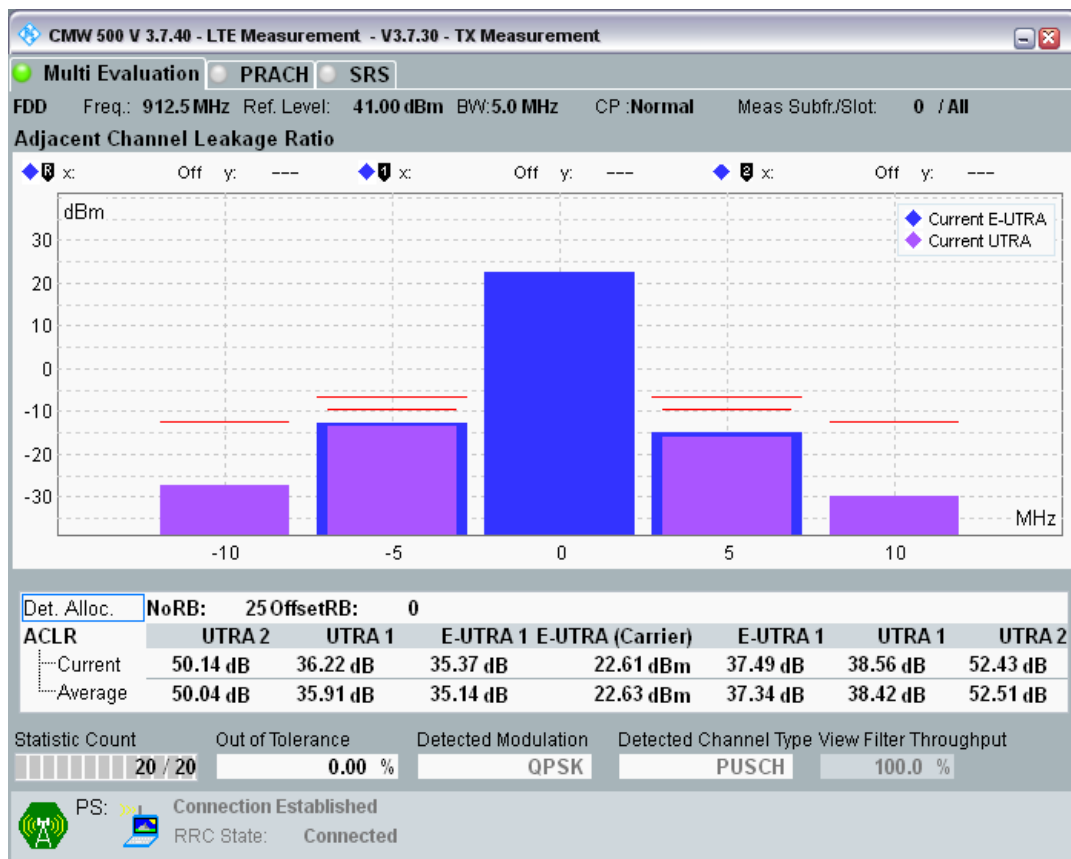 CMW 500 V 3.7.40 - LTE Measurement - V3.7.30 - TX Measurement
Multi Evaluation PRACH SRS
FDD Freq.: 912.5 MHz Ref. Level: 41.00 dBm BW:5.0 MHz CP :Normal Meas Subfr./Slot: 0 / All
Adjacent Channel Leakage Ratio
R x: Off y: --- 1 x: Off y: --- 2 x: Off y: ---
dBm
Current E-UTRA
Current UTRA
30
20
10
0
-10
-20
-30
MHz
-10 -5 0 5 10
Det. Alloc. NoRB: 25 OffsetRB: 0
ACLR UTRA 2 UTRA 1 E-UTRA 1 E-UTRA (Carrier) E-UTRA 1 UTRA 1 UTRA 2
Current 50.14 dB 36.22 dB 35.37 dB 22.61 dBm 37.49 dB 38.56 dB 52.43 dB
Average 50.04 dB 35.91 dB 35.14 dB 22.63 dBm 37.34 dB 38.42 dB 52.51 dB
Statistic Count Out of Tolerance Detected Modulation Detected Channel Type View Filter Throughput
20 / 20 0.00 % QPSK PUSCH 100.0 %
PS: Connection Established
RRC State: Connected